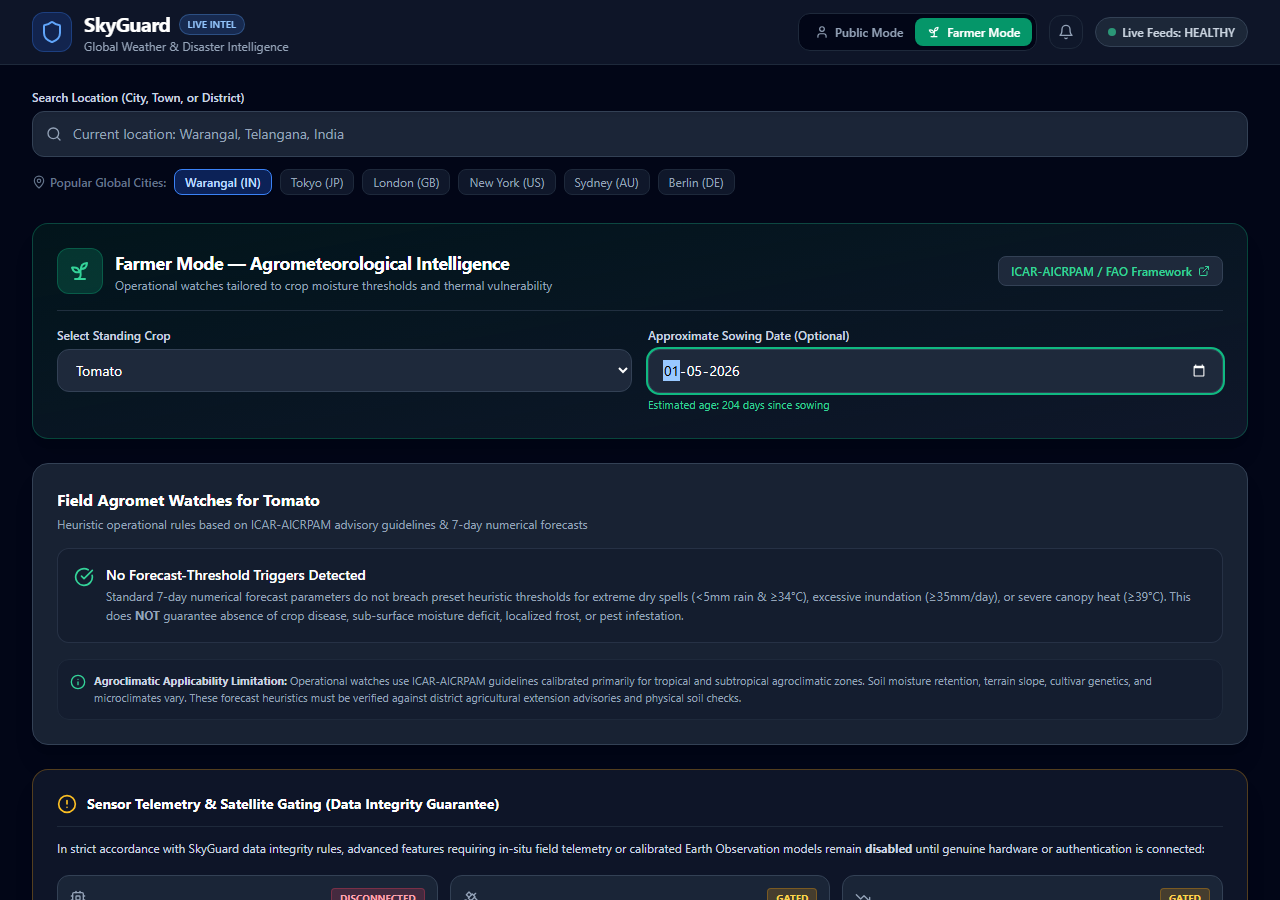 SkyGuard LIVE INTEL
Global Weather & Disaster Intelligence
Public Mode
Farmer Mode
Live Feeds: HEALTHY
Search Location (City, Town, or District)
Current location: Warangal, Telangana, India
Popular Global Cities: Warangal (IN) Tokyo (JP) London (GB) New York (US) Sydney (AU) Berlin (DE)
Farmer Mode — Agrometeorological Intelligence
Operational watches tailored to crop moisture thresholds and thermal vulnerability
ICAR-AICRPAM / FAO Framework
Select Standing Crop
Tomato
Approximate Sowing Date (Optional)
01-05-2026
Estimated age: 204 days since sowing
Field Agromet Watches for Tomato
Heuristic operational rules based on ICAR-AICRPAM advisory guidelines & 7-day numerical forecasts
No Forecast-Threshold Triggers Detected
Standard 7-day numerical forecast parameters do not breach preset heuristic thresholds for extreme dry spells (<5mm rain & ≥34°C), excessive inundation (≥35mm/day), or severe canopy heat (≥39°C). This
does NOT guarantee absence of crop disease, sub-surface moisture deficit, localized frost, or pest infestation.
Agroclimatic Applicability Limitation: Operational watches use ICAR-AICRPAM guidelines calibrated primarily for tropical and subtropical agroclimatic zones. Soil moisture retention, terrain slope, cultivar genetics, and
microclimates vary. These forecast heuristics must be verified against district agricultural extension advisories and physical soil checks.
Sensor Telemetry & Satellite Gating (Data Integrity Guarantee)
In strict accordance with SkyGuard data integrity rules, advanced features requiring in-situ field telemetry or calibrated Earth Observation models remain disabled until genuine hardware or authentication is connected:
DISCONNECTED
GATED
GATED